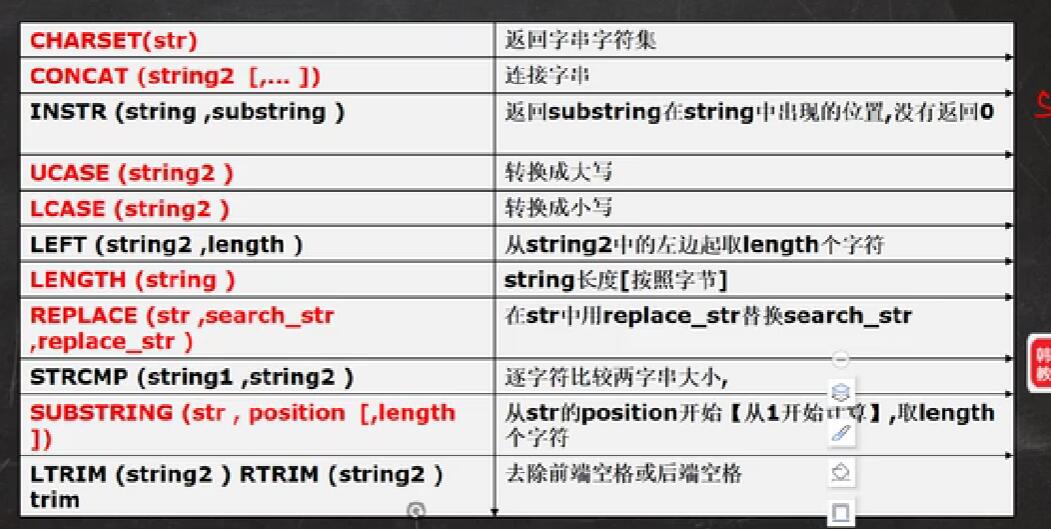 CHARSET(str)
返回字串字符集
CONCAT (string2 [,... ])
连接字串
INSTR (string ,substring )
返回substring在string中出现的位置,没有返回0
UCASE (string2 )
转换成大写
LCASE (string2 )
转换成小写
LEFT (string2 ,length )
从string2中的左边起取length个字符
LENGTH (string )
string长度[按照字节]
REPLACE (str ,search_str
,replace_str )
在str中用replace_str替换search_str
STRCMP (string1 ,string2 )
逐字符比较两字串大小,
SUBSTRING (str , position [,length
])
从str的position开始【从1开始计算】,取length
个字符
LTRIM (string2 ) RTRIM (string2 )
trim
去除前端空格或后端空格
韩
教